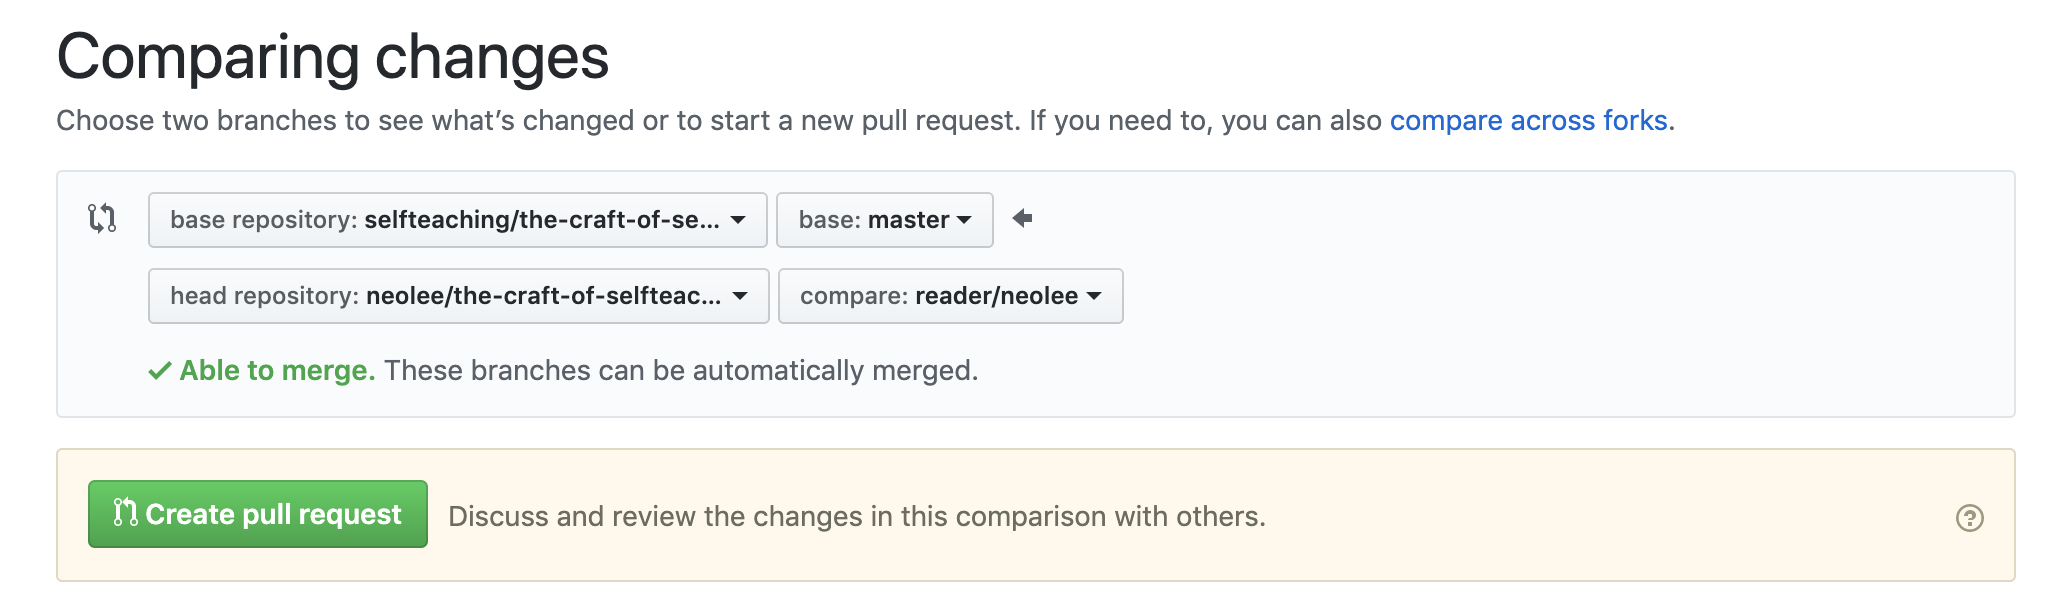 Comparing changes
Choose two branches to see what’s changed or to start a new pull request. If you need to, you can also compare across forks.
base repository: selfteaching/the-craft-of-se... base: master
head repository: neolee/the-craft-of-selfteac... compare: reader/neolee
Able to merge. These branches can be automatically merged.
Create pull request Discuss and review the changes in this comparison with others.